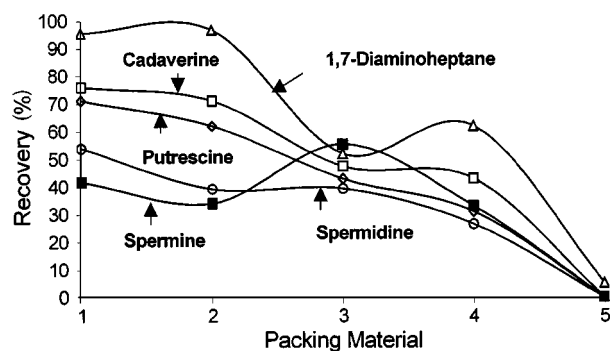 100
90
80
70
60
50
40
30
20
10
0
Recovery (%)
Cadaverine
1,7-Diaminoheptane
Putrescine
Spermine
Spermidine
1 2 3 4 5
Packing Material